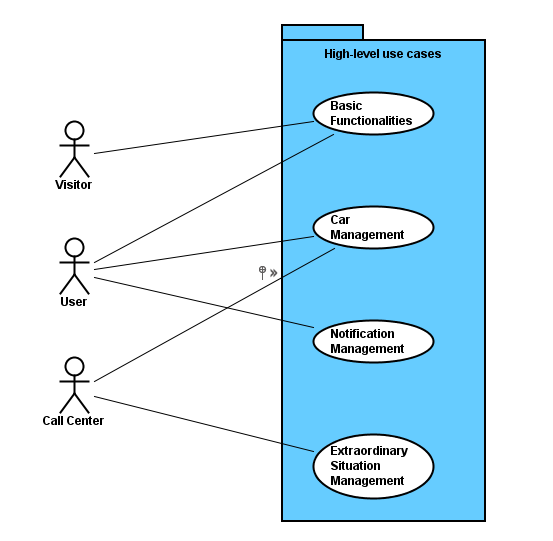 High-level use cases
Basic
Functionalities
Visitor
Car
Management
User
Notification
Management
Call Center
Extraordinary
Situation
Management